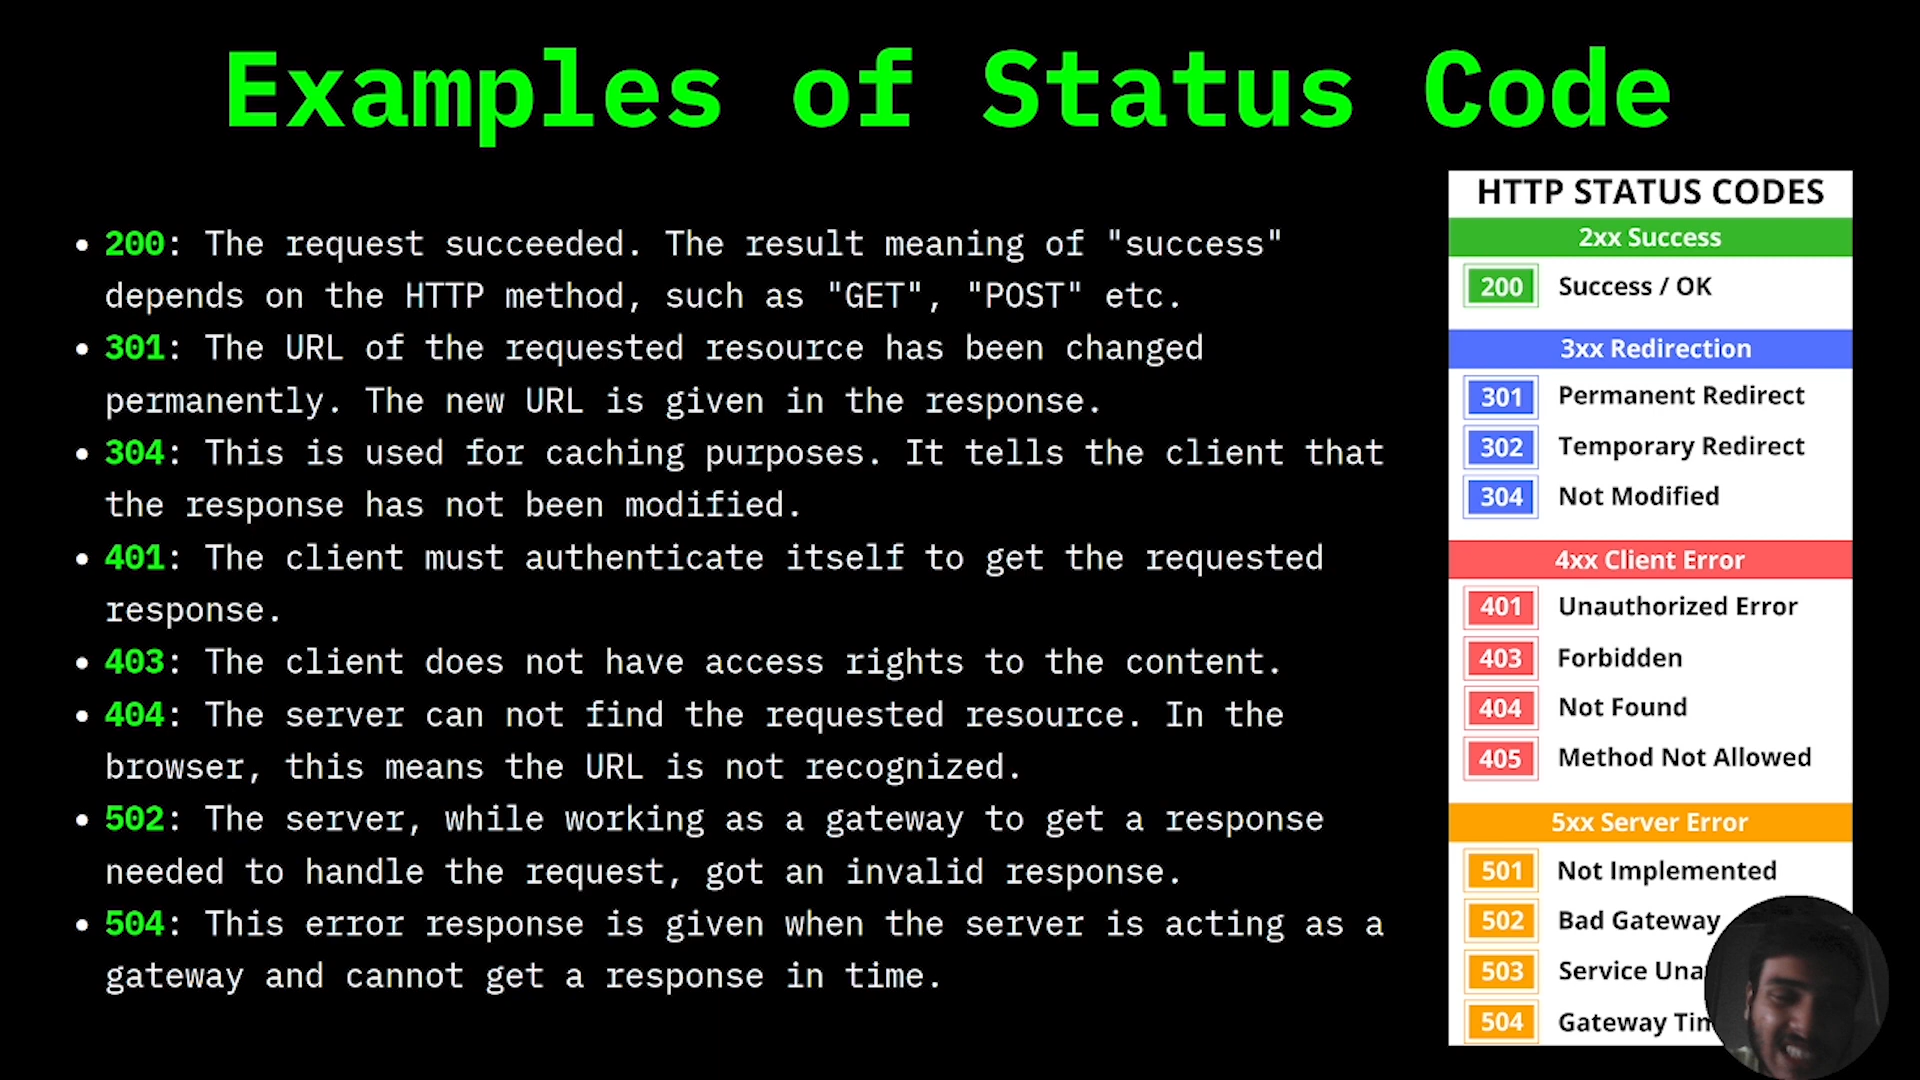 Examples of Status Code
• 200: The request succeeded. The result meaning of "success"
depends on the HTTP method, such as "GET", "POST" etc.
• 301: The URL of the requested resource has been changed
permanently. The new URL is given in the response.
• 304: This is used for caching purposes. It tells the client that
the response has not been modified.
• 401: The client must authenticate itself to get the requested
response.
• 403: The client does not have access rights to the content.
• 404: The server can not find the requested resource. In the
browser, this means the URL is not recognized.
• 502: The server, while working as a gateway to get a response
needed to handle the request, got an invalid response.
• 504: This error response is given when the server is acting as a
gateway and cannot get a response in time.
HTTP STATUS CODES
2xx Success
200 Success / OK
3xx Redirection
301 Permanent Redirect
302 Temporary Redirect
304 Not Modified
4xx Client Error
401 Unauthorized Error
403 Forbidden
404 Not Found
405 Method Not Allowed
5xx Server Error
501 Not Implemented
502 Bad Gateway
503 Service
504 Gateway